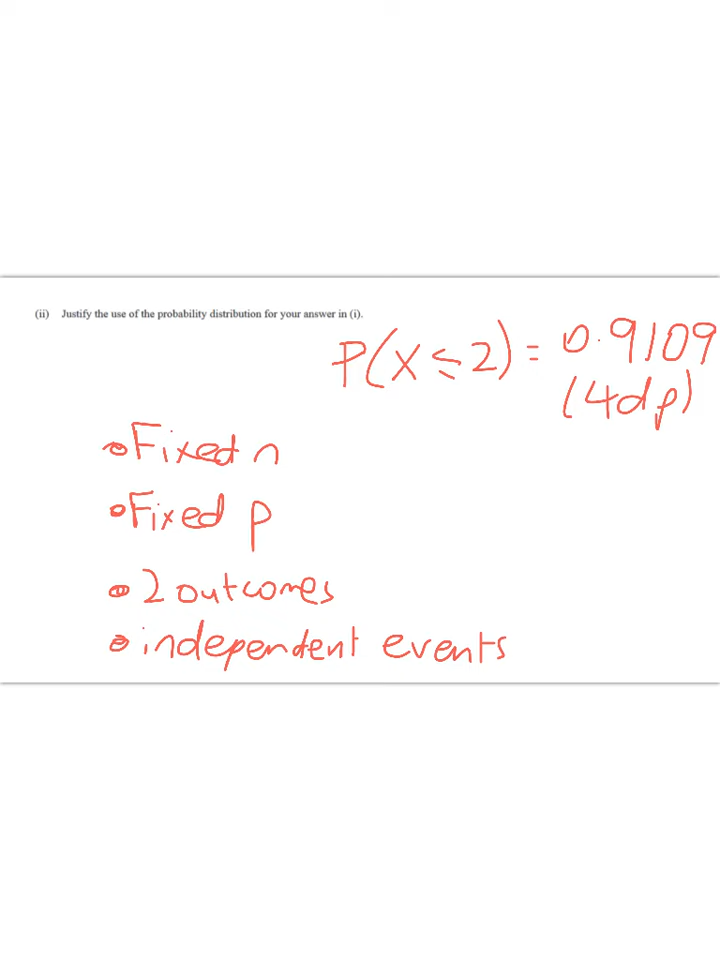 (ii) Justify the use of the probability distribution for your answer in (i).
P(X ≤ 2) = 0.9109
(4dp)
• Fixed n
• Fixed p
• 2 outcomes
• independent events